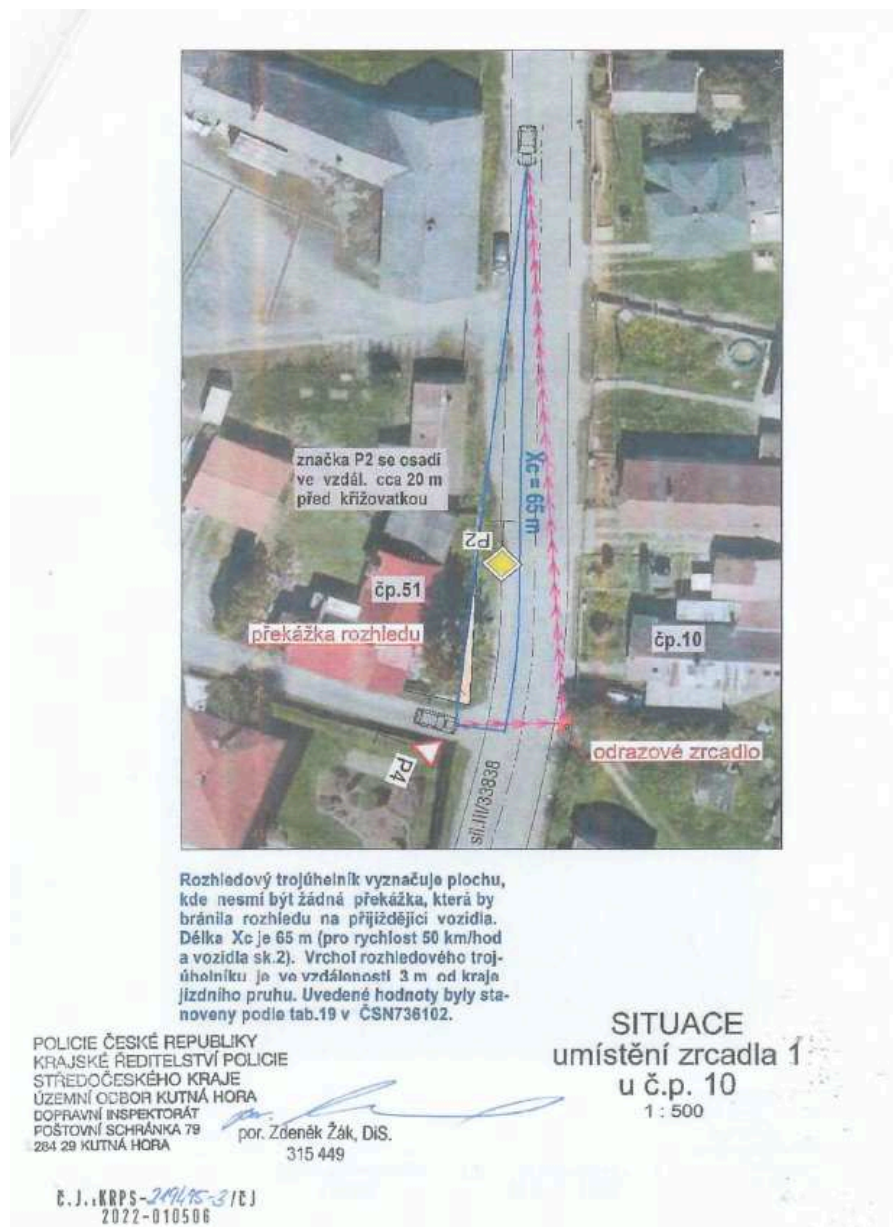 značka P2 se osadí
ve vzdál. cca 20 m
před křižovatkou
Xc = 65 m
P2
čp.51
překážka rozhledu
čp.10
odrazové zrcadlo
P4
sil.III/33838
Rozhledový trojúhelník vyznačuje plochu,
kde nesmí být žádná překážka, která by
bránila rozhledu na přijíždějící vozidla.
Délka Xc je 65 m (pro rychlost 50 km/hod
a vozidla sk.2). Vrchol rozhledového troj-
úhelníku je ve vzdálenosti 3 m od kraje
jízdního pruhu. Uvedené hodnoty byly sta-
noveny podle tab.19 v ČSN736102.
SITUACE
umístění zrcadla 1
u č.p. 10
1 : 500
POLICIE ČESKÉ REPUBLIKY
KRAJSKÉ ŘEDITELSTVÍ POLICIE
STŘEDOČESKÉHO KRAJE
ÚZEMNÍ ODBOR KUTNÁ HORA
DOPRAVNÍ INSPEKTORÁT
POŠTOVNÍ SCHRÁNKA 79
284 29 KUTNÁ HORA
por. Zdeněk Žák, DiS.
315 449
Č.J.:KRPS-                /ČJ
2022-010506